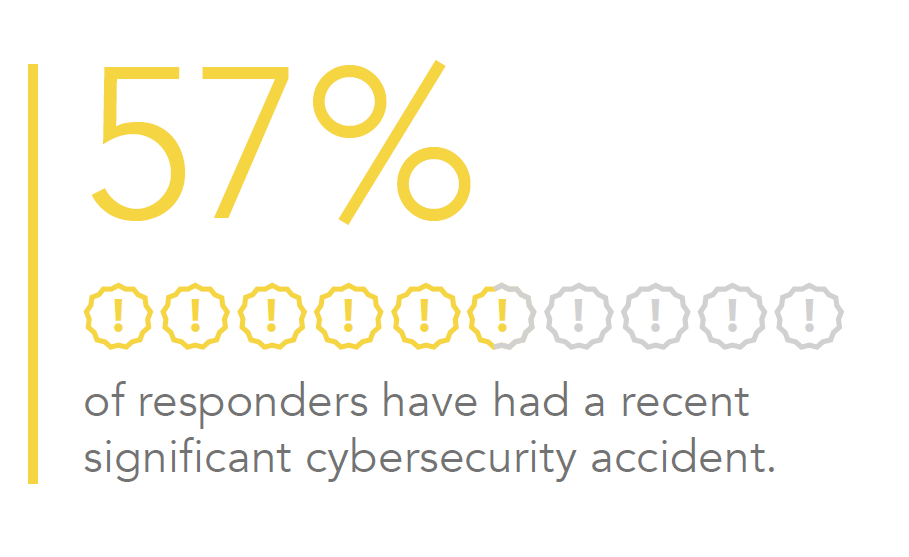 57%
! ! ! ! ! ! ! ! ! !
of responders have had a recent
significant cybersecurity accident.